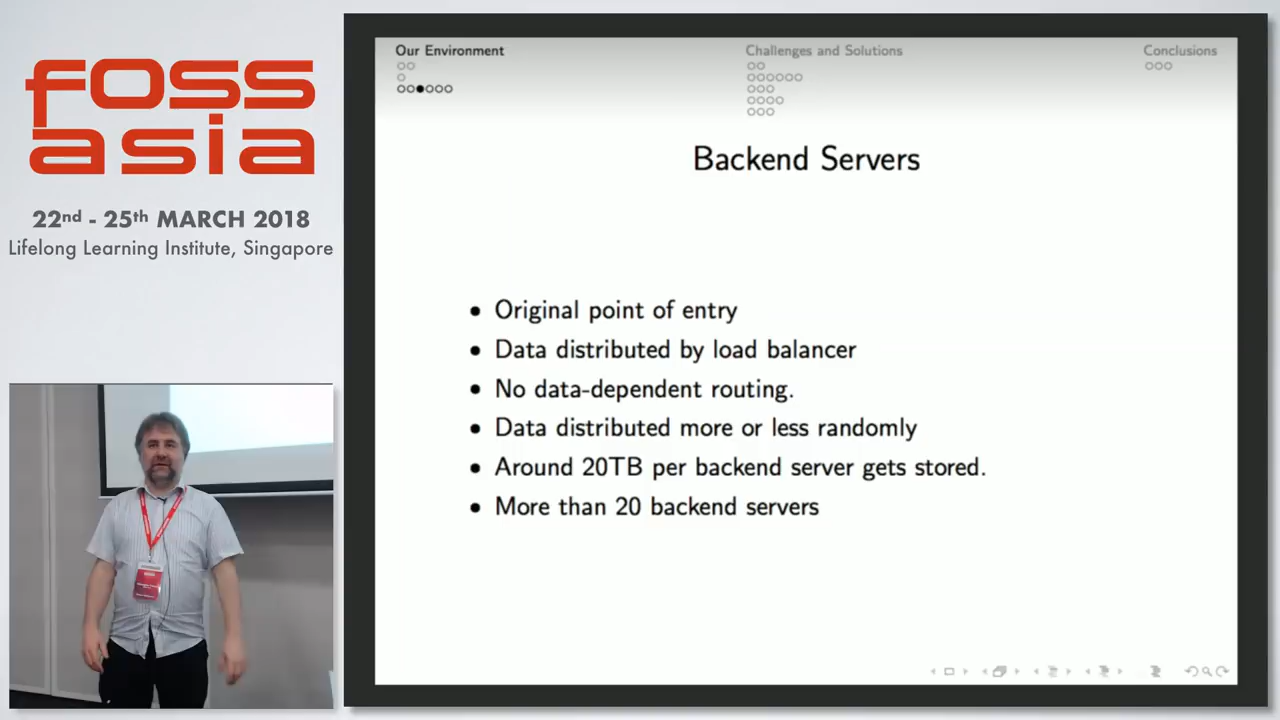 foss
asia
22nd - 25th MARCH 2018
Lifelong Learning Institute, Singapore
Our Environment
Challenges and Solutions
Conclusions
Backend Servers
• Original point of entry
• Data distributed by load balancer
• No data-dependent routing.
• Data distributed more or less randomly
• Around 20TB per backend server gets stored.
• More than 20 backend servers